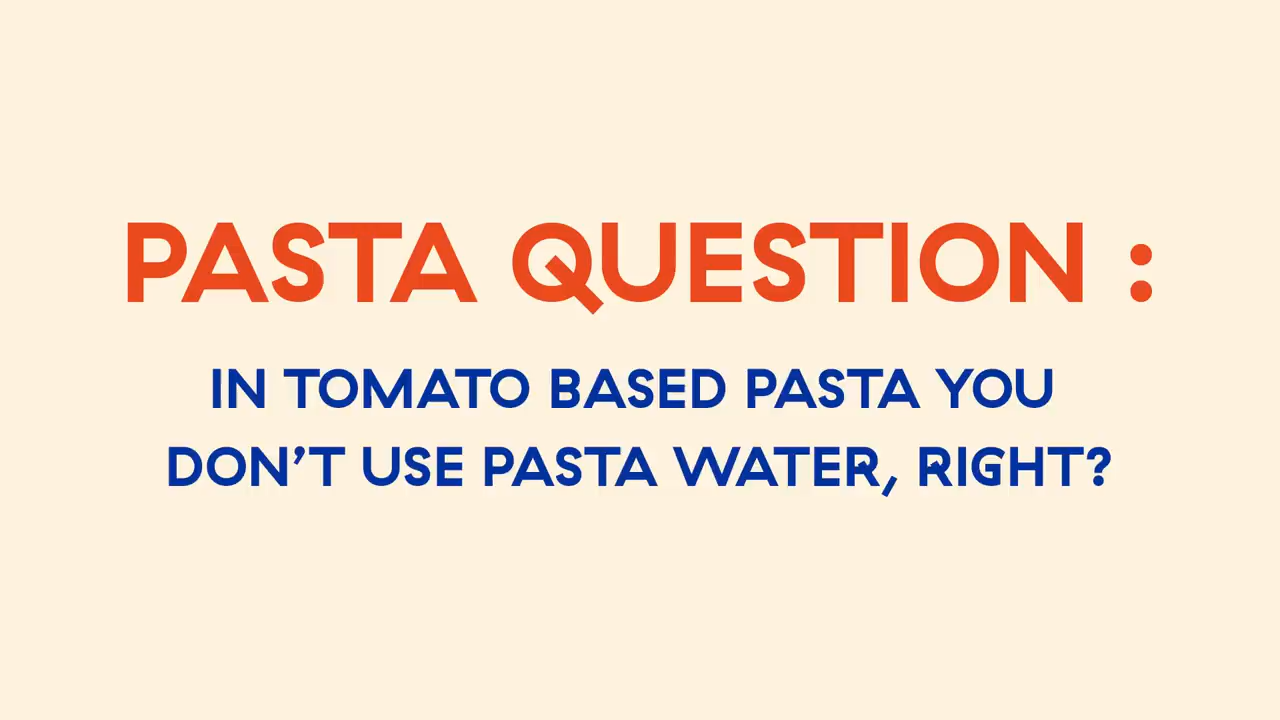 PASTA QUESTION :
IN TOMATO BASED PASTA YOU
DON’T USE PASTA WATER, RIGHT?